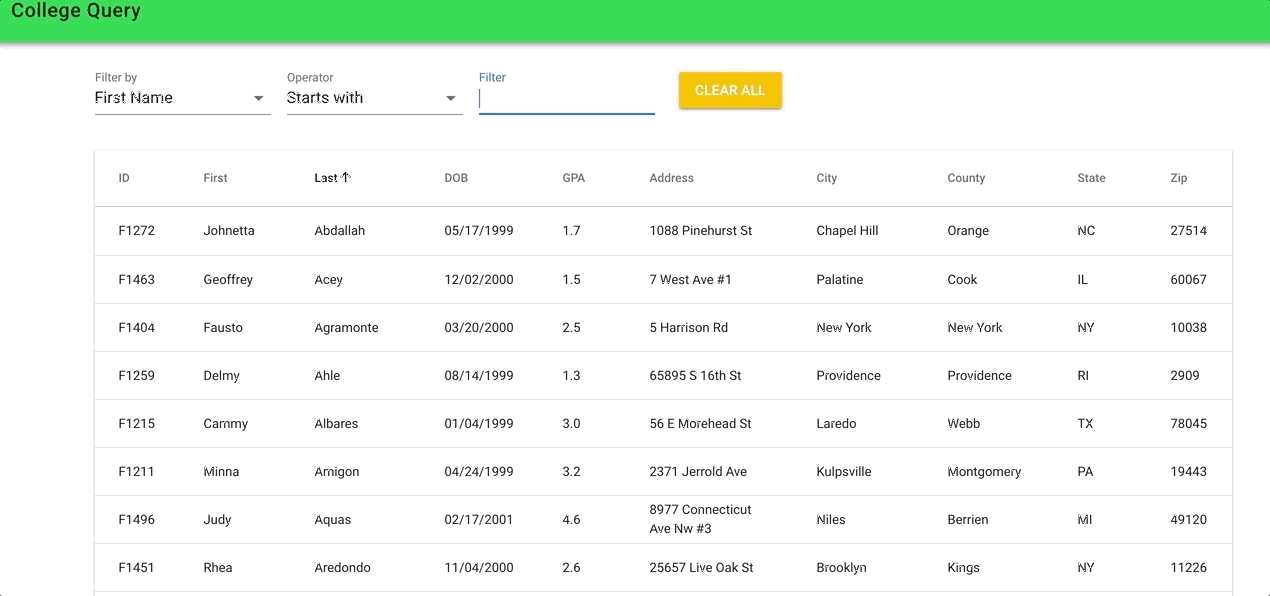 College Query
Filter by Operator Filter
First Name Starts with CLEAR ALL
ID First Last ↑ DOB GPA Address City County State Zip
F1272 Johnetta Abdallah 05/17/1999 1.7 1088 Pinehurst St Chapel Hill Orange NC 27514
F1463 Geoffrey Acey 12/02/2000 1.5 7 West Ave #1 Palatine Cook IL 60067
F1404 Fausto Agramonte 03/20/2000 2.5 5 Harrison Rd New York New York NY 10038
F1259 Delmy Ahle 08/14/1999 1.3 65895 S 16th St Providence Providence RI 2909
F1215 Cammy Albares 01/04/1999 3.0 56 E Morehead St Laredo Webb TX 78045
F1211 Minna Amigon 04/24/1999 3.2 2371 Jerrold Ave Kulpsville Montgomery PA 19443
F1496 Judy Aquas 02/17/2001 4.6 8977 Connecticut Niles Berrien MI 49120
Ave Nw #3
F1451 Rhea Aredondo 11/04/2000 2.6 25657 Live Oak St Brooklyn Kings NY 11226